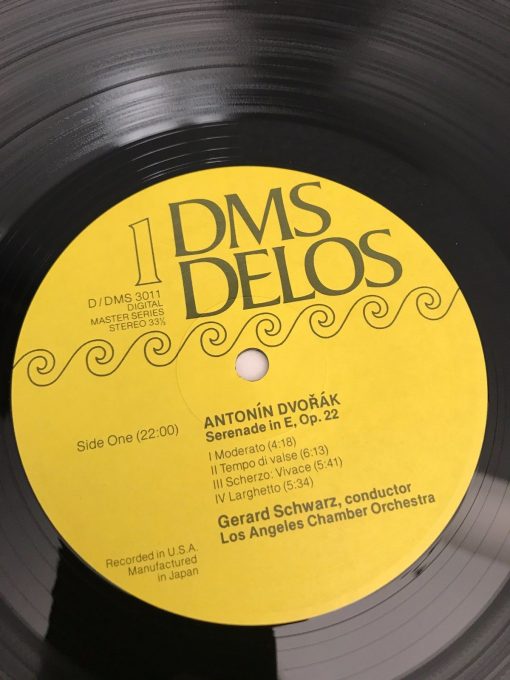 1
DMS
DELOS
D/DMS 3011
DIGITAL
MASTER SERIES
STEREO 33⅓
Side One (22:00)
ANTONÍN DVOŘÁK
Serenade in E, Op. 22
I Moderato (4:18)
II Tempo di valse (6:13)
III Scherzo: Vivace (5:41)
IV Larghetto (5:34)
Gerard Schwarz, conductor
Los Angeles Chamber Orchestra
Recorded in U.S.A.
Manufactured
in Japan